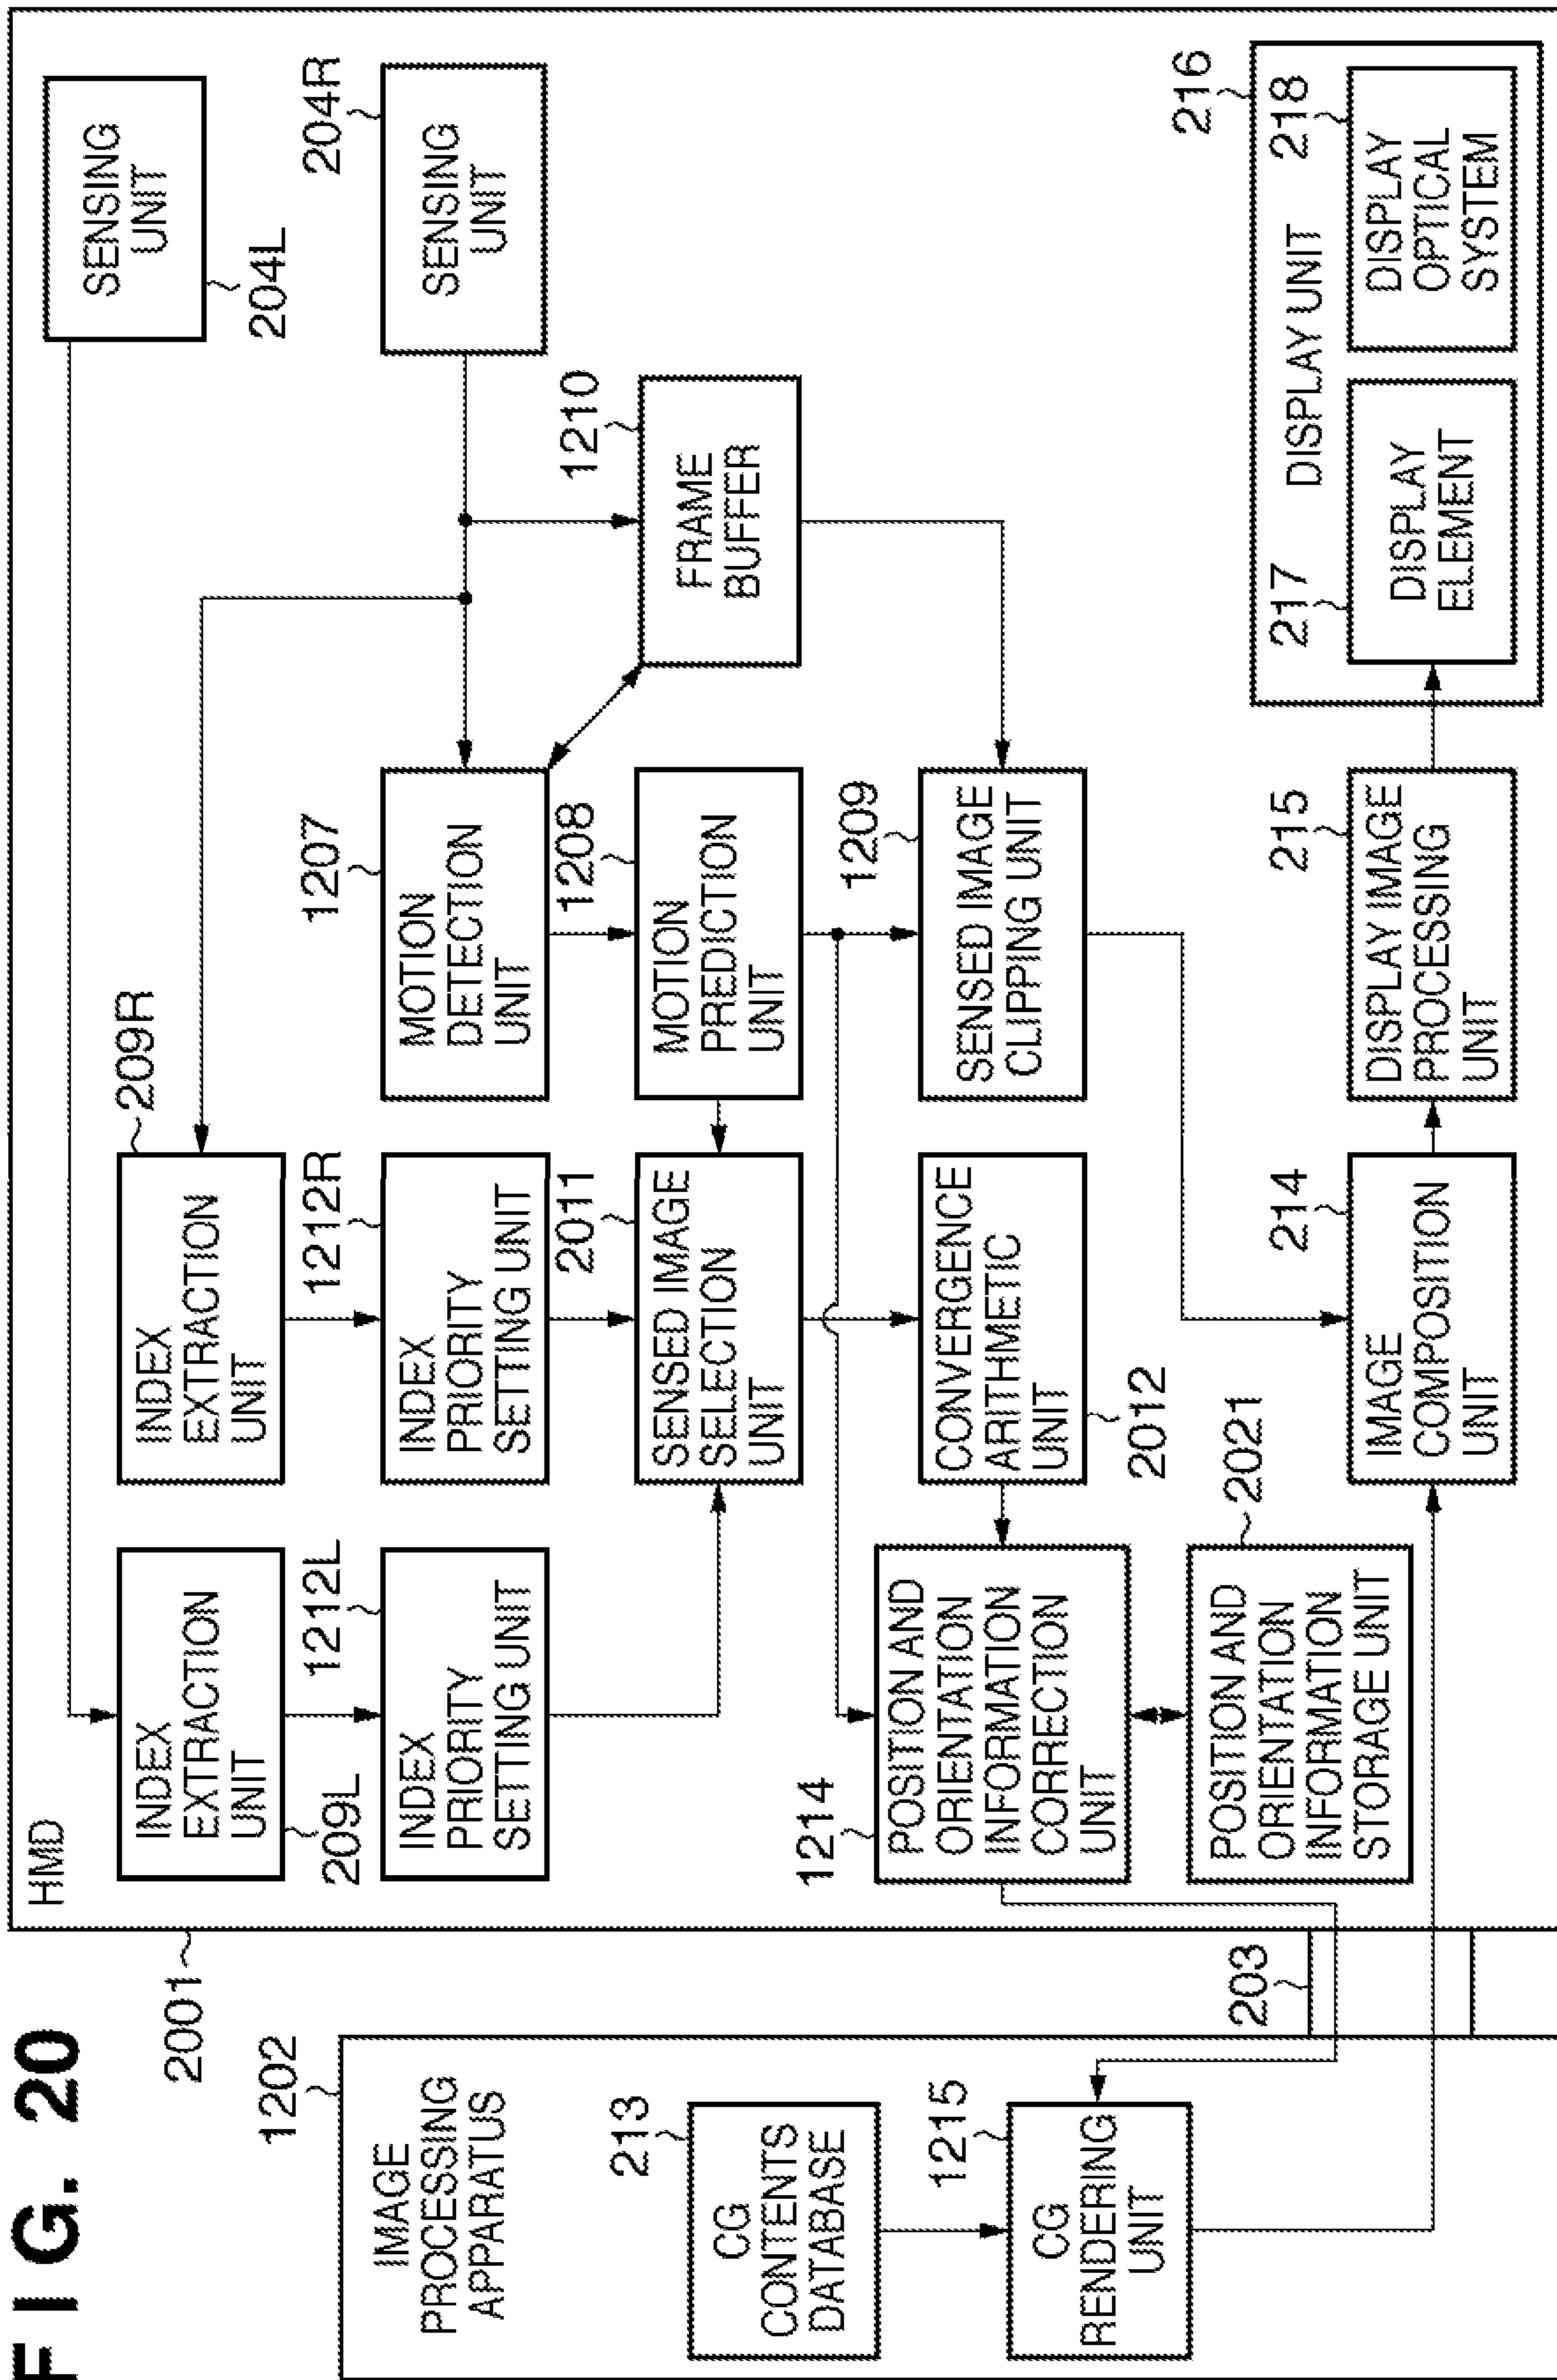 FIG. 20
2001
HMD
SENSING
UNIT
204L
204R
SENSING
UNIT
209R
INDEX
EXTRACTION
UNIT
INDEX
EXTRACTION
UNIT
209L
1207
MOTION
DETECTION
UNIT
1212R
INDEX
PRIORITY
SETTING UNIT
1212L
INDEX
PRIORITY
SETTING UNIT
1210
FRAME
BUFFER
1208
MOTION
PREDICTION
UNIT
2011
SENSED IMAGE
SELECTION
UNIT
1209
SENSED IMAGE
CLIPPING UNIT
CONVERGENCE
ARITHMETIC
UNIT
2012
1214
POSITION AND
ORIENTATION
INFORMATION
CORRECTION
UNIT
2021
POSITION AND
ORIENTATION
INFORMATION
STORAGE UNIT
216
DISPLAY UNIT
217
DISPLAY
ELEMENT
218
DISPLAY
OPTICAL
SYSTEM
215
DISPLAY IMAGE
PROCESSING
UNIT
214
IMAGE
COMPOSITION
UNIT
203
1202
IMAGE
PROCESSING
APPARATUS
213
CG
CONTENTS
DATABASE
1215
CG
RENDERING
UNIT